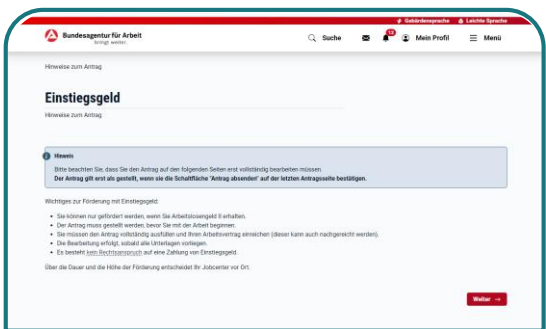 Gebärdensprache Leichte Sprache
Bundesagentur für Arbeit
bringt weiter.
Suche 12 Mein Profil Menü
Hinweise zum Antrag
Einstiegsgeld
Hinweise zum Antrag
Hinweis
Bitte beachten Sie, dass Sie den Antrag auf den folgenden Seiten erst vollständig bearbeiten müssen.
Der Antrag gilt erst als gestellt, wenn sie die Schaltfläche "Antrag absenden" auf der letzten Antragsseite bestätigen.
Wichtiges zur Förderung mit Einstiegsgeld:
• Sie können nur gefördert werden, wenn Sie Arbeitslosengeld II erhalten.
• Der Antrag muss gestellt werden, bevor Sie mit der Arbeit beginnen.
• Sie müssen den Antrag vollständig ausfüllen und Ihren Arbeitsvertrag einreichen (dieser kann auch nachgereicht werden).
• Die Bearbeitung erfolgt, sobald alle Unterlagen vorliegen.
• Es besteht kein Rechtsanspruch auf eine Zahlung von Einstiegsgeld.
Über die Dauer und die Höhe der Förderung entscheidet Ihr Jobcenter vor Ort.
Weiter →